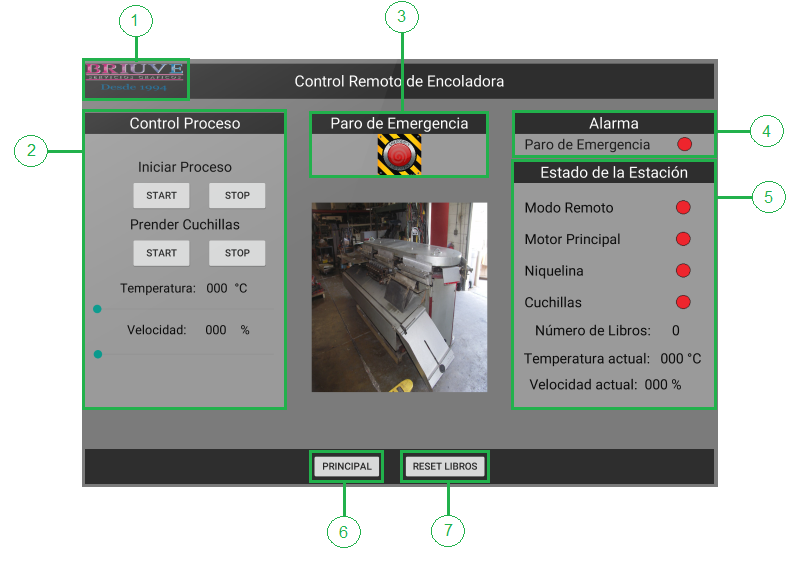 1
3
BRIUVE
SERVICIOS GRÁFICOS
Desde 1994
Control Remoto de Encoladora
2
Control Proceso
Iniciar Proceso
START STOP
Prender Cuchillas
START STOP
Temperatura: 000 °C
Velocidad: 000 %
Paro de Emergencia
4
Alarma
Paro de Emergencia
5
Estado de la Estación
Modo Remoto
Motor Principal
Niquelina
Cuchillas
Número de Libros: 0
Temperatura actual: 000 °C
Velocidad actual: 000 %
PRINCIPAL
RESET LIBROS
6
7